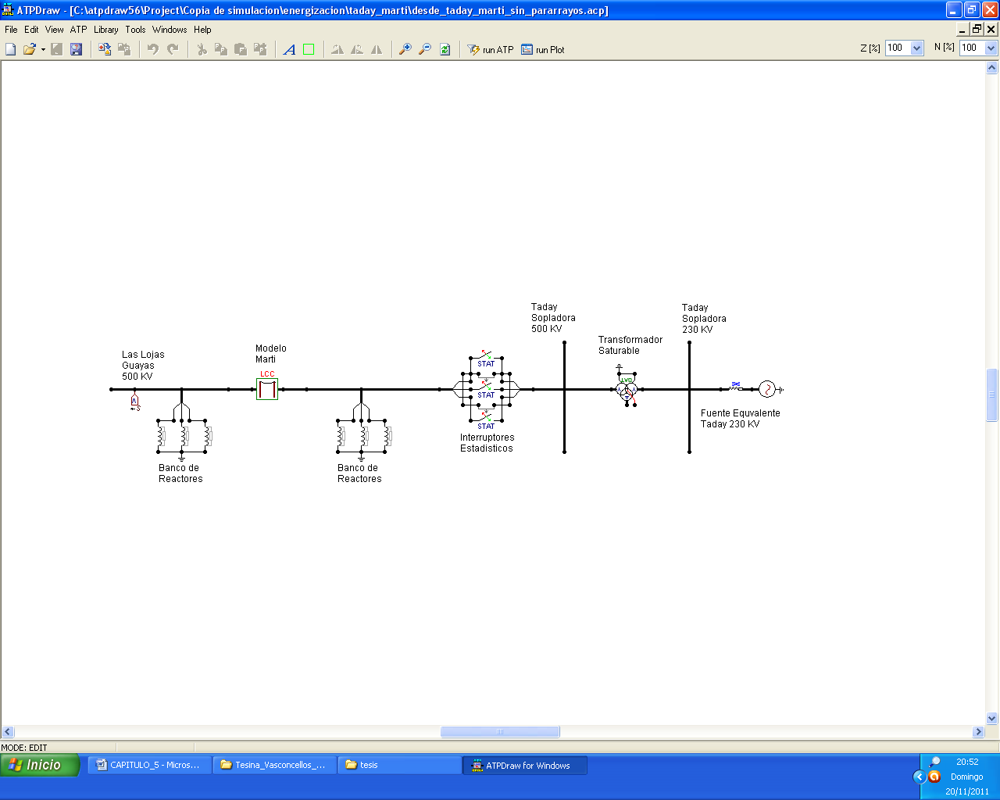 ATPDraw - [C:\atpdraw56\Project\Copia de simulacion\energizacion\taday_marti\desde_taday_marti_sin_pararrayos.acp]
File Edit View ATP Library Tools Windows Help
run ATP run Plot Z [%] 100 N [%] 100
Taday
Sopladora
500 KV
Taday
Sopladora
230 KV
Transformador
Saturable
Modelo
Marti
Las Lojas
Guayas
500 KV
LCC
STAT
STAT
STAT
SAT
V
S
Interruptores
Estadisticos
Fuente Equvalente
Taday 230 KV
Banco de
Reactores
Banco de
Reactores
MODE: EDIT
Inicio
CAPITULO_5 - Micros...
Tesina_Vasconcellos_...
tesis
ATPDraw for Windows
20:52
Domingo
20/11/2011